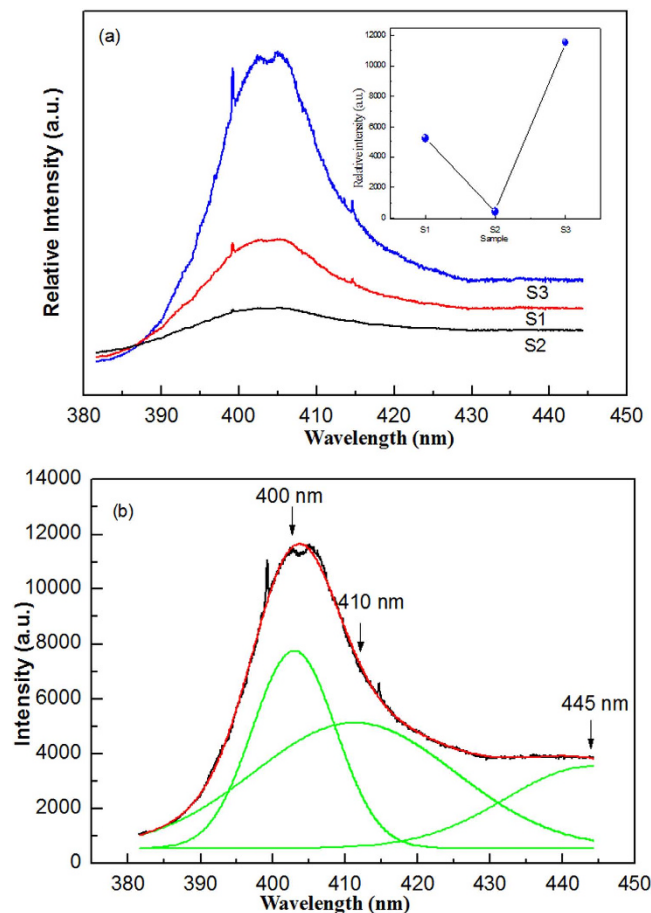 (a)
Relative Intensity (a.u.)
Relative intensity (a.u.)
12000
10000
8000
6000
4000
2000
0
S1 S2 S3
Sample
S3
S1
S2
380 390 400 410 420 430 440 450
Wavelength (nm)
(b)
Intensity (a.u.)
14000
12000
10000
8000
6000
4000
2000
0
400 nm
410 nm
445 nm
380 390 400 410 420 430 440 450
Wavelength (nm)